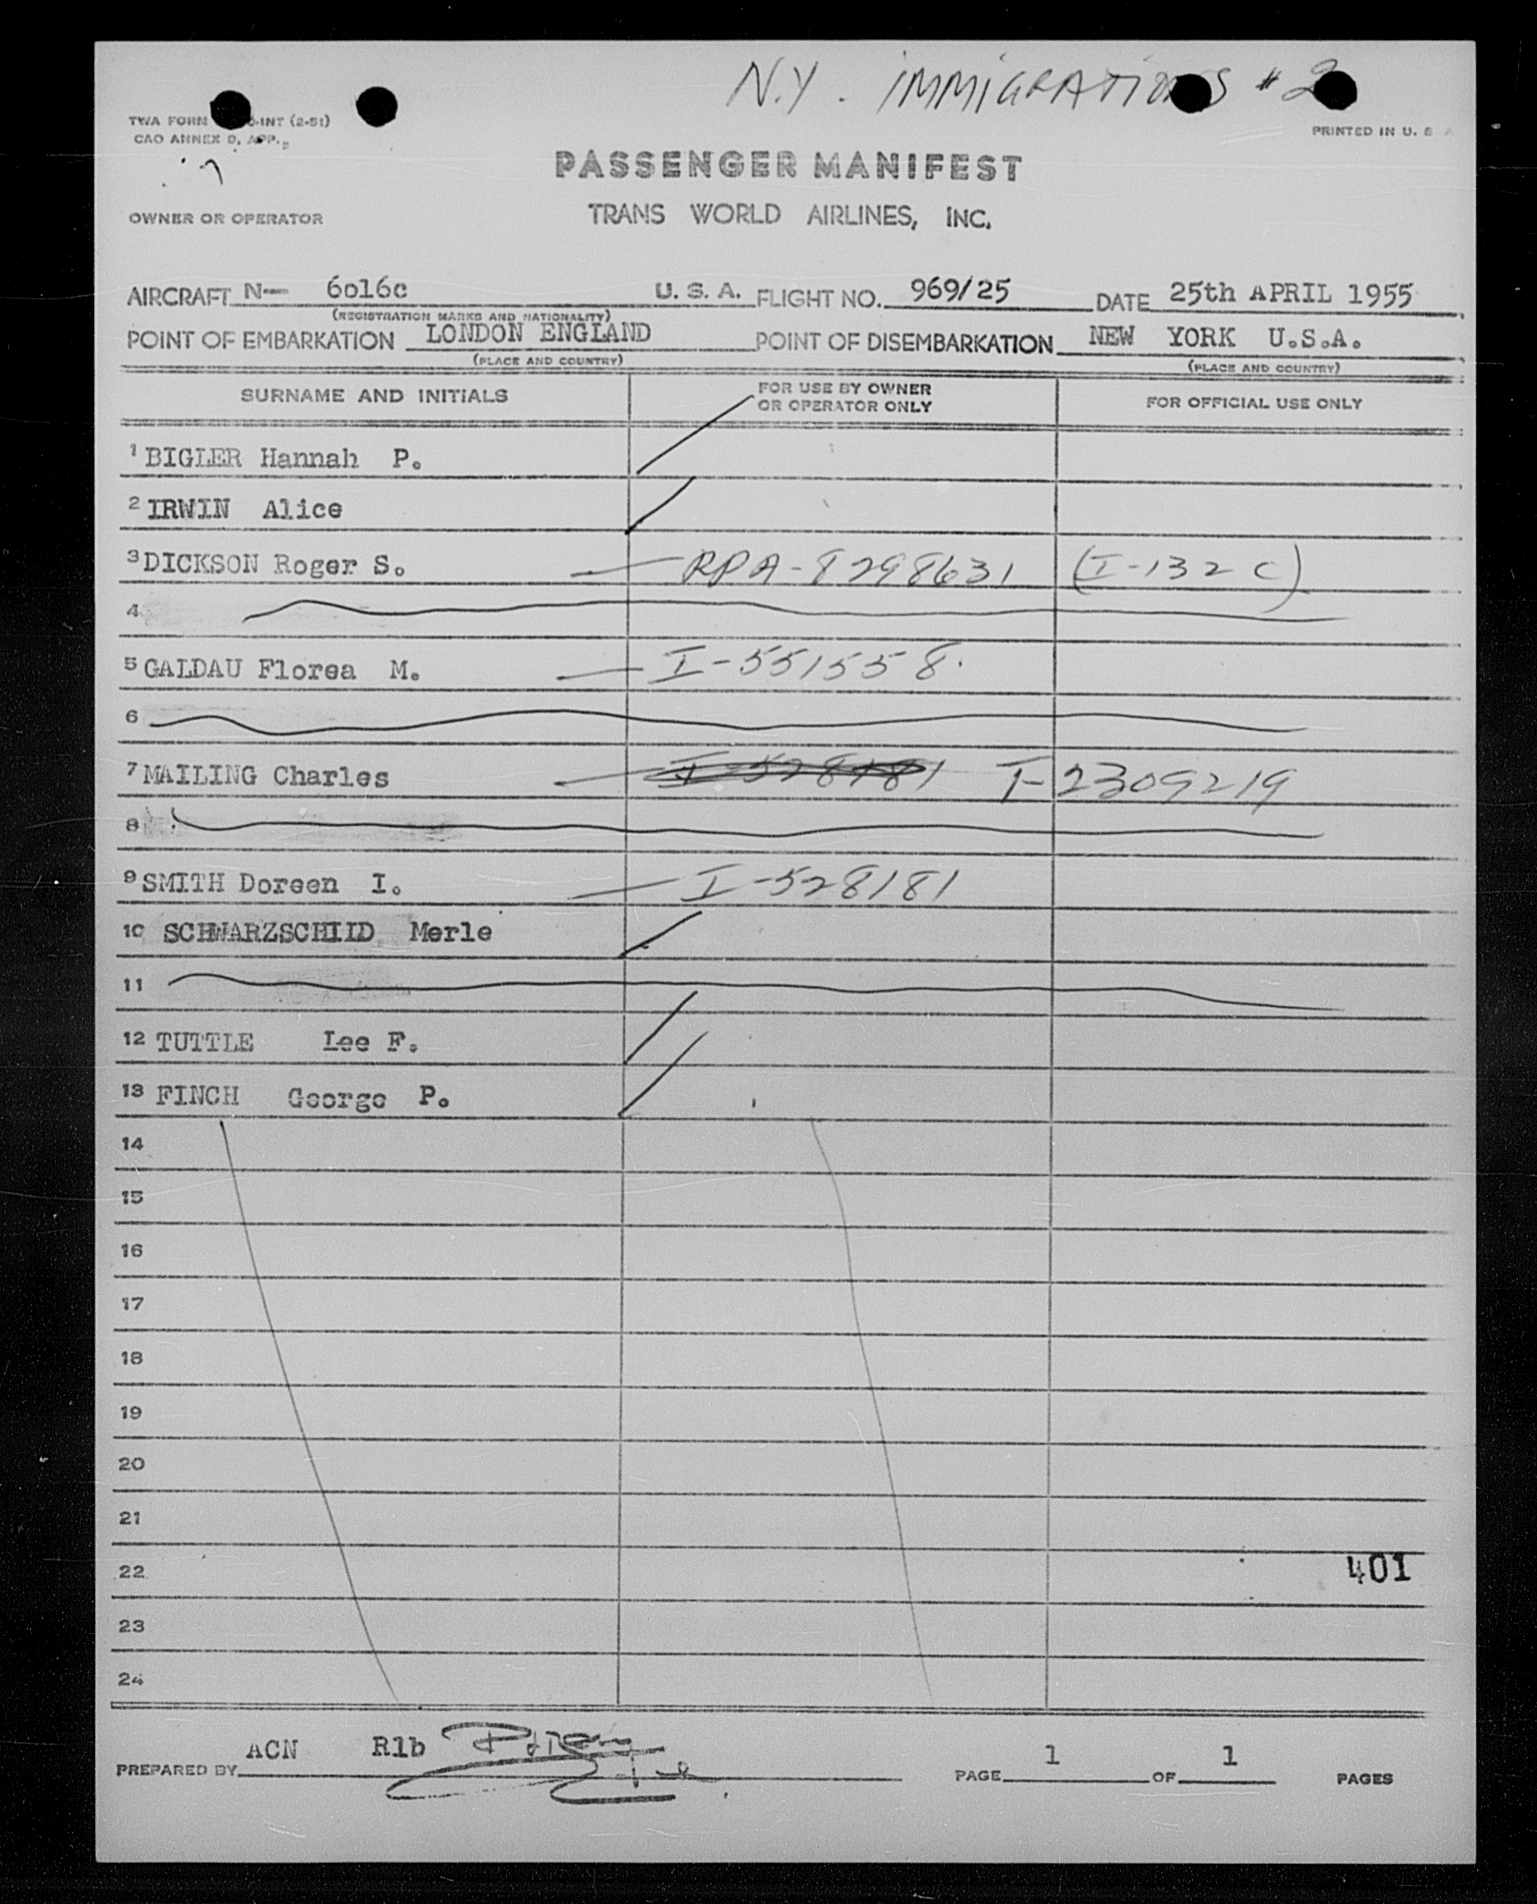 N.Y. IMMIGRATIONS # 2
TWA FORM O-INT (2-51)
CAO ANNEX 9, APP.
PRINTED IN U. S. A
PASSENGER MANIFEST
OWNER OR OPERATOR
TRANS WORLD AIRLINES, INC.
AIRCRAFT N- 6016c U. S. A. FLIGHT NO. 969/25 DATE 25th APRIL 1955
(REGISTRATION MARKS AND NATIONALITY)
POINT OF EMBARKATION LONDON ENGLAND POINT OF DISEMBARKATION NEW YORK U.S.A.
(PLACE AND COUNTRY) (PLACE AND COUNTRY)
SURNAME AND INITIALS FOR USE BY OWNER OR OPERATOR ONLY FOR OFFICIAL USE ONLY
1 BIGLER Hannah P.
2 IRWIN Alice
3 DICKSON Roger S. RPA-8298631 (I-132 C)
4
5 GALDAU Florea M. I-551558.
6
7 MAILING Charles I-528181 I-2309219
8
9 SMITH Doreen I. I-528181
10 SCHWARZSCHILD Merle
11
12 TUTTLE Lee F.
13 FINCH George P.
14
15
16
17
18
19
20
21
22 401
23
24
PREPARED BY ACN Rlb PAGE 1 OF 1 PAGES